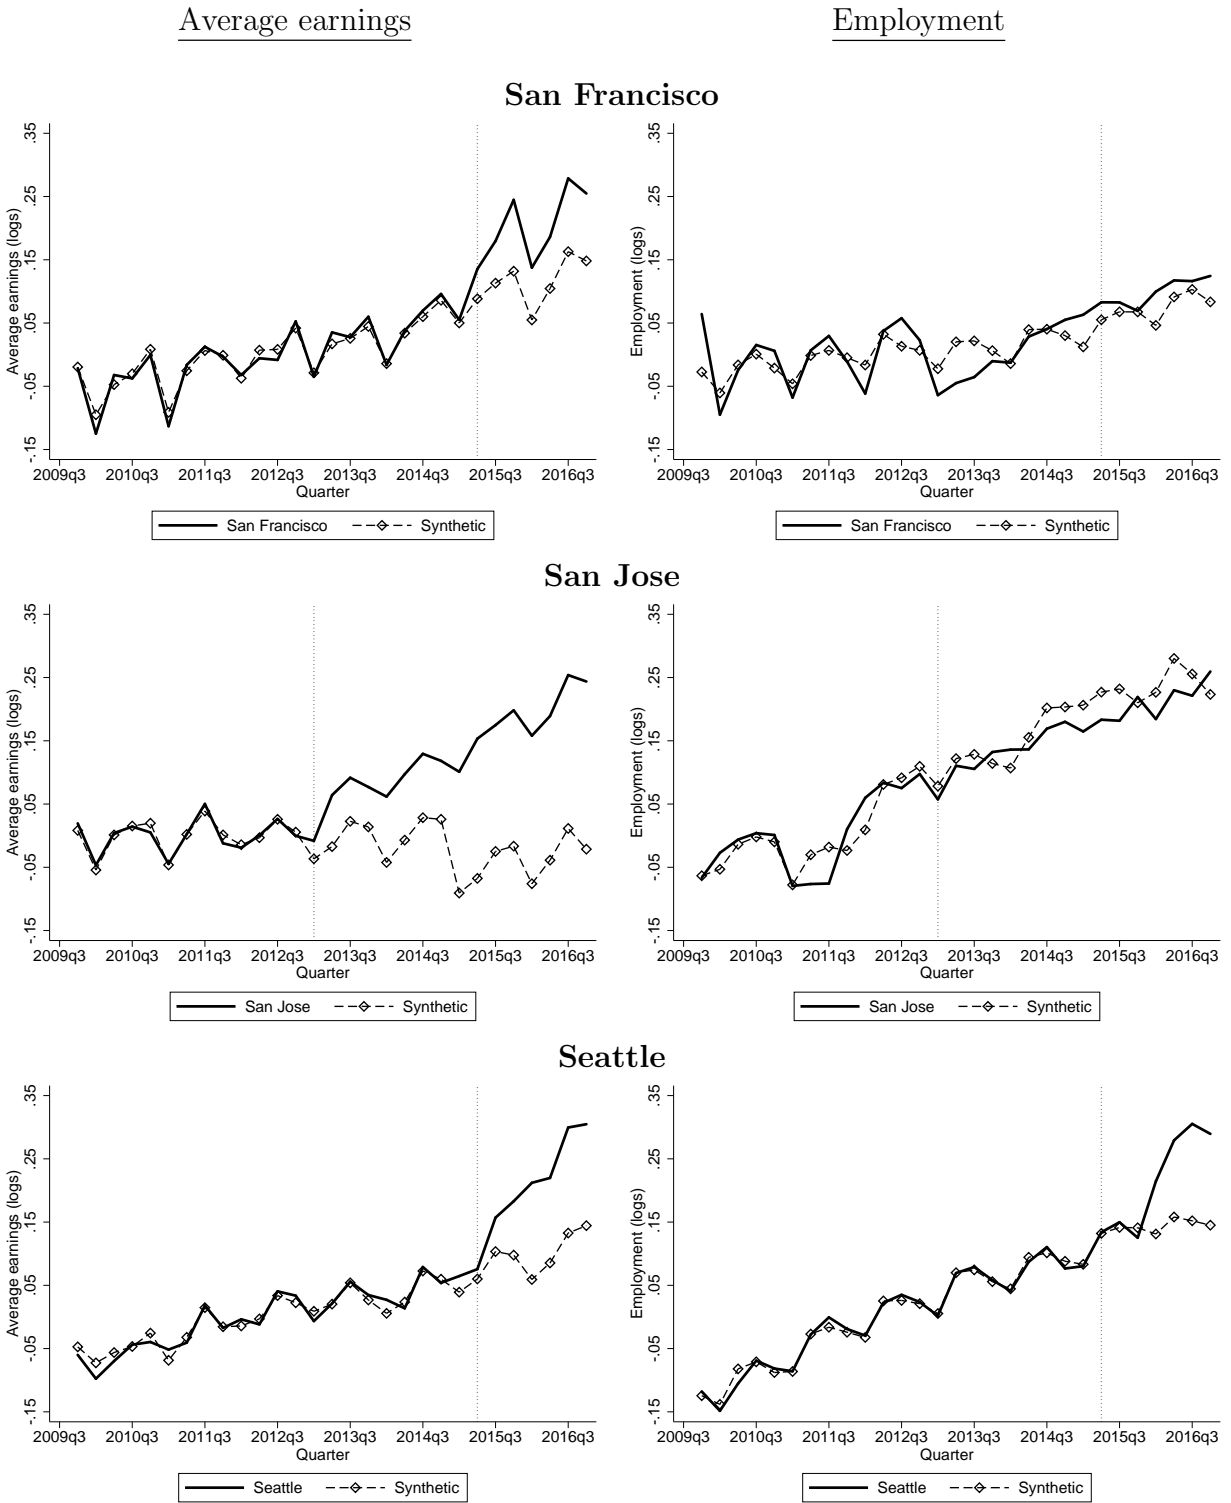 Average earnings
Employment
San Francisco
Average earnings (logs)
-.15 -.05 .05 .15 .25 .35
2009q3 2010q3 2011q3 2012q3 2013q3 2014q3 2015q3 2016q3
Quarter
San Francisco Synthetic
Employment (logs)
-.15 -.05 .05 .15 .25 .35
2009q3 2010q3 2011q3 2012q3 2013q3 2014q3 2015q3 2016q3
Quarter
San Francisco Synthetic
San Jose
Average earnings (logs)
-.15 -.05 .05 .15 .25 .35
2009q3 2010q3 2011q3 2012q3 2013q3 2014q3 2015q3 2016q3
Quarter
San Jose Synthetic
Employment (logs)
-.15 -.05 .05 .15 .25 .35
2009q3 2010q3 2011q3 2012q3 2013q3 2014q3 2015q3 2016q3
Quarter
San Jose Synthetic
Seattle
Average earnings (logs)
-.15 -.05 .05 .15 .25 .35
2009q3 2010q3 2011q3 2012q3 2013q3 2014q3 2015q3 2016q3
Quarter
Seattle Synthetic
Employment (logs)
-.15 -.05 .05 .15 .25 .35
2009q3 2010q3 2011q3 2012q3 2013q3 2014q3 2015q3 2016q3
Quarter
Seattle Synthetic